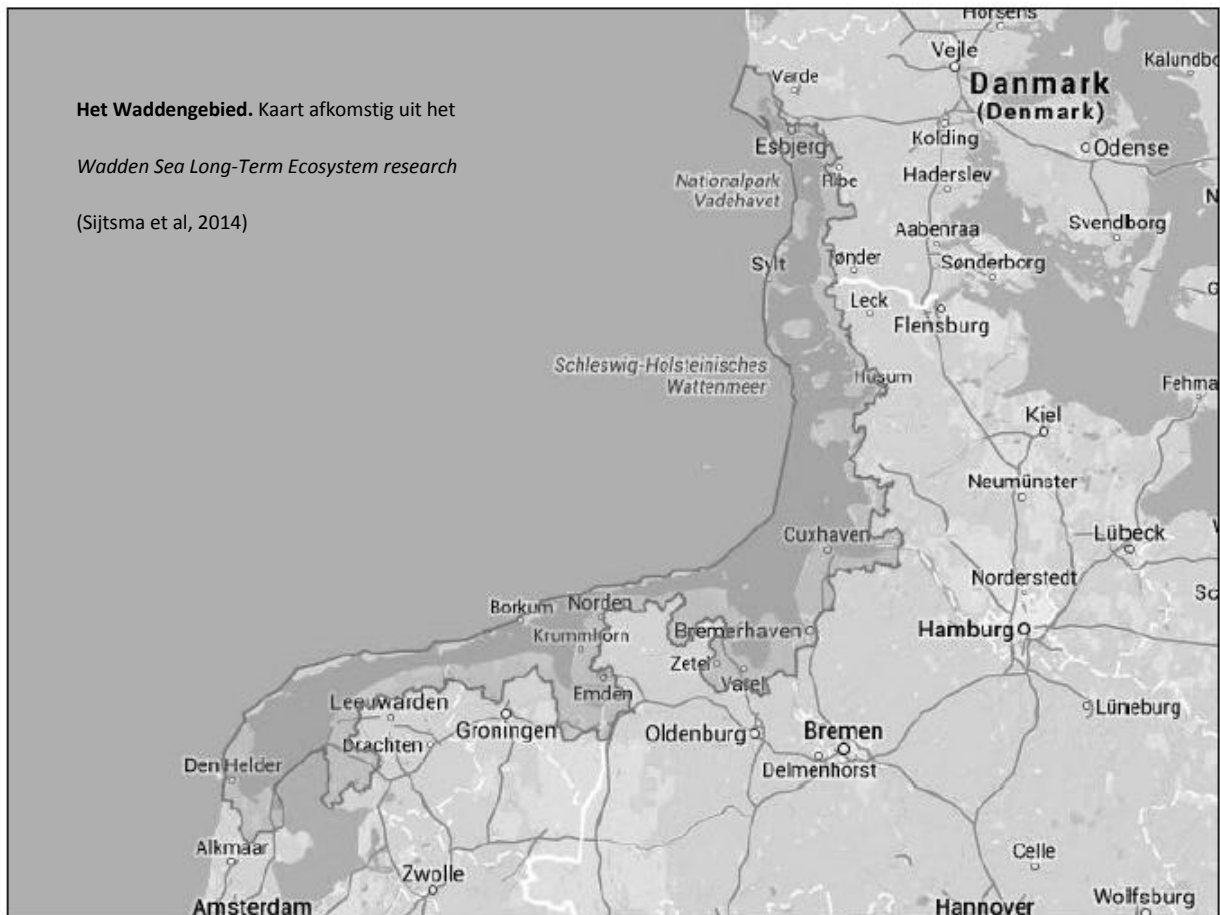 Het Waddengebied. Kaart afkomstig uit het
Wadden Sea Long-Term Ecosystem research
(Sijtsma et al, 2014)
Horsens
Vejle
Kalundbo
Varde
Danmark
(Denmark)
Kolding
Esbjerg
Odense
Nationalpark
Vadehavet
Ribe
Haderslev
N
Svendborg
Aabenraa
Sylt
Tønder
Sønderborg
G
Leck
Flensburg
Schleswig-Holsteinisches
Wattenmeer
Husum
Fehma
Kiel
Neumünster
Cuxhaven
Lübeck
Norderstedt
Sc
Borkum
Norden
Krummhörn
Bremerhaven
Hamburg
Zetel
Varel
Emden
Leeuwarden
Groningen
Oldenburg
Lüneburg
Drachten
Bremen
Den Helder
Delmenhorst
Alkmaar
Celle
Zwolle
Wolfsburg
Amsterdam
Hannover